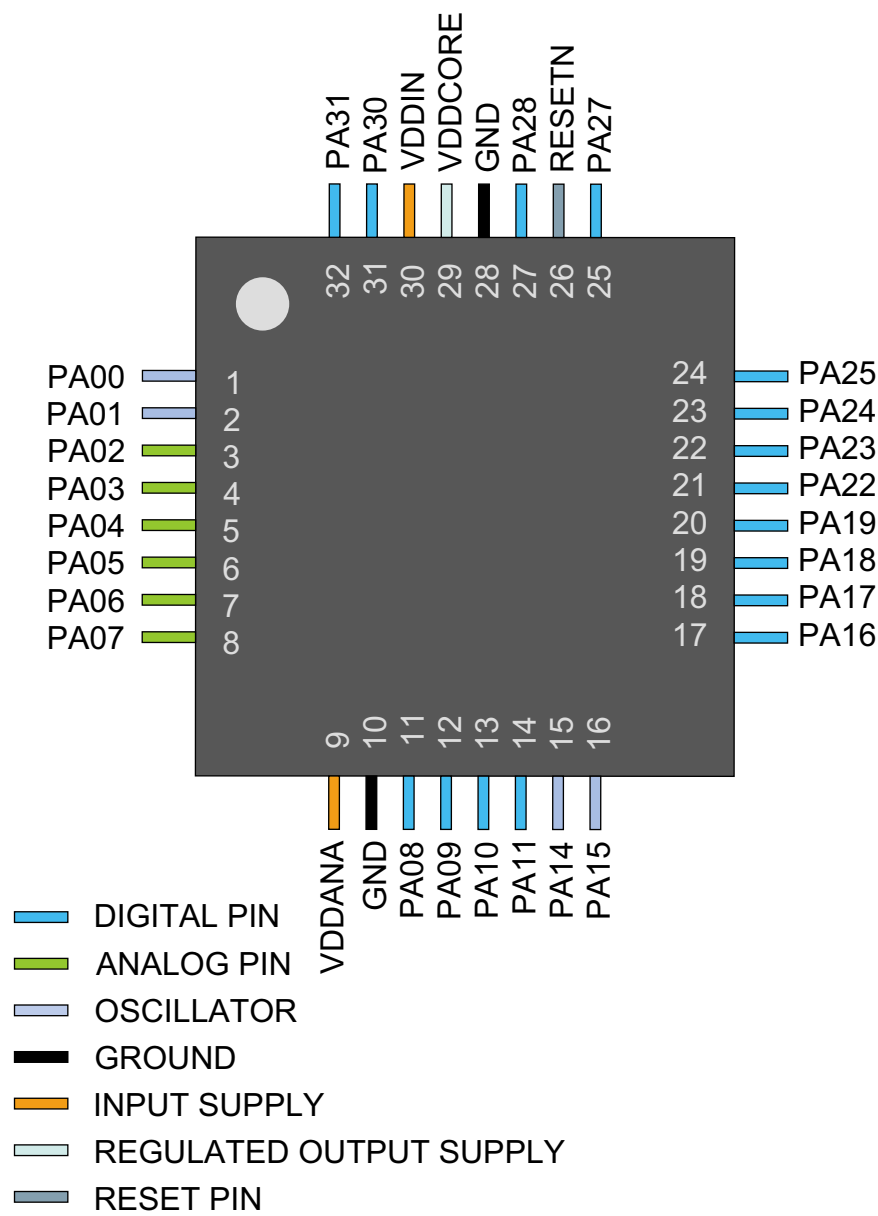 PA31 PA30 VDDIN VDDCORE GND PA28 RESETN PA27
32 31 30 29 28 27 26 25
PA00 1 24 PA25
PA01 2 23 PA24
PA02 3 22 PA23
PA03 4 21 PA22
PA04 5 20 PA19
PA05 6 19 PA18
PA06 7 18 PA17
PA07 8 17 PA16
9 10 11 12 13 14 15 16
VDDANA GND PA08 PA09 PA10 PA11 PA14 PA15
DIGITAL PIN
ANALOG PIN
OSCILLATOR
GROUND
INPUT SUPPLY
REGULATED OUTPUT SUPPLY
RESET PIN